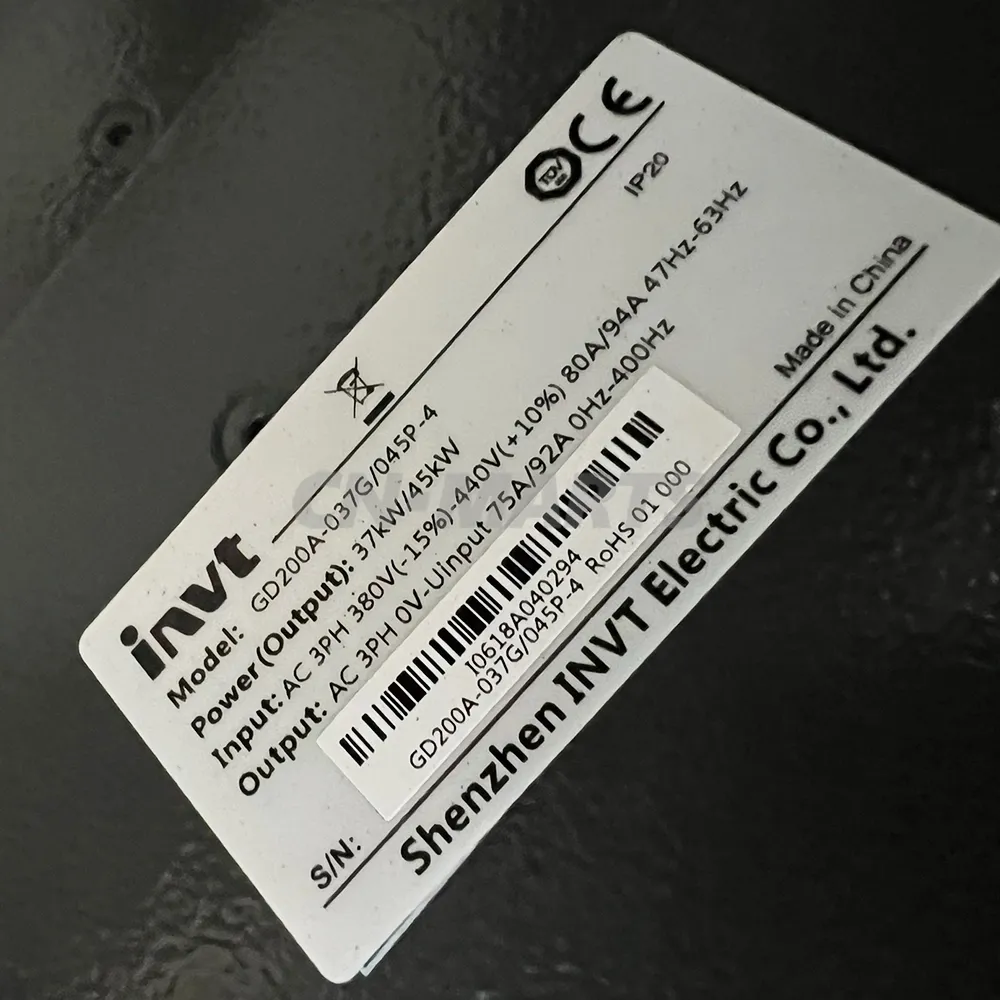 invt
TÜV
CE
Model: GD200A-037G/045P-4
IP20
Power(Output): 37kW/45kW
Input: AC 3PH 380V(-15%)-440V(+10%) 80A/94A 47Hz-63Hz
Output: AC 3PH 0V-Uinput 75A/92A 0Hz-400Hz
I0618A040294
GD200A-037G/045P-4 RoHS 01 000
S/N:
Made in China
Shenzhen INVT Electric Co., Ltd.